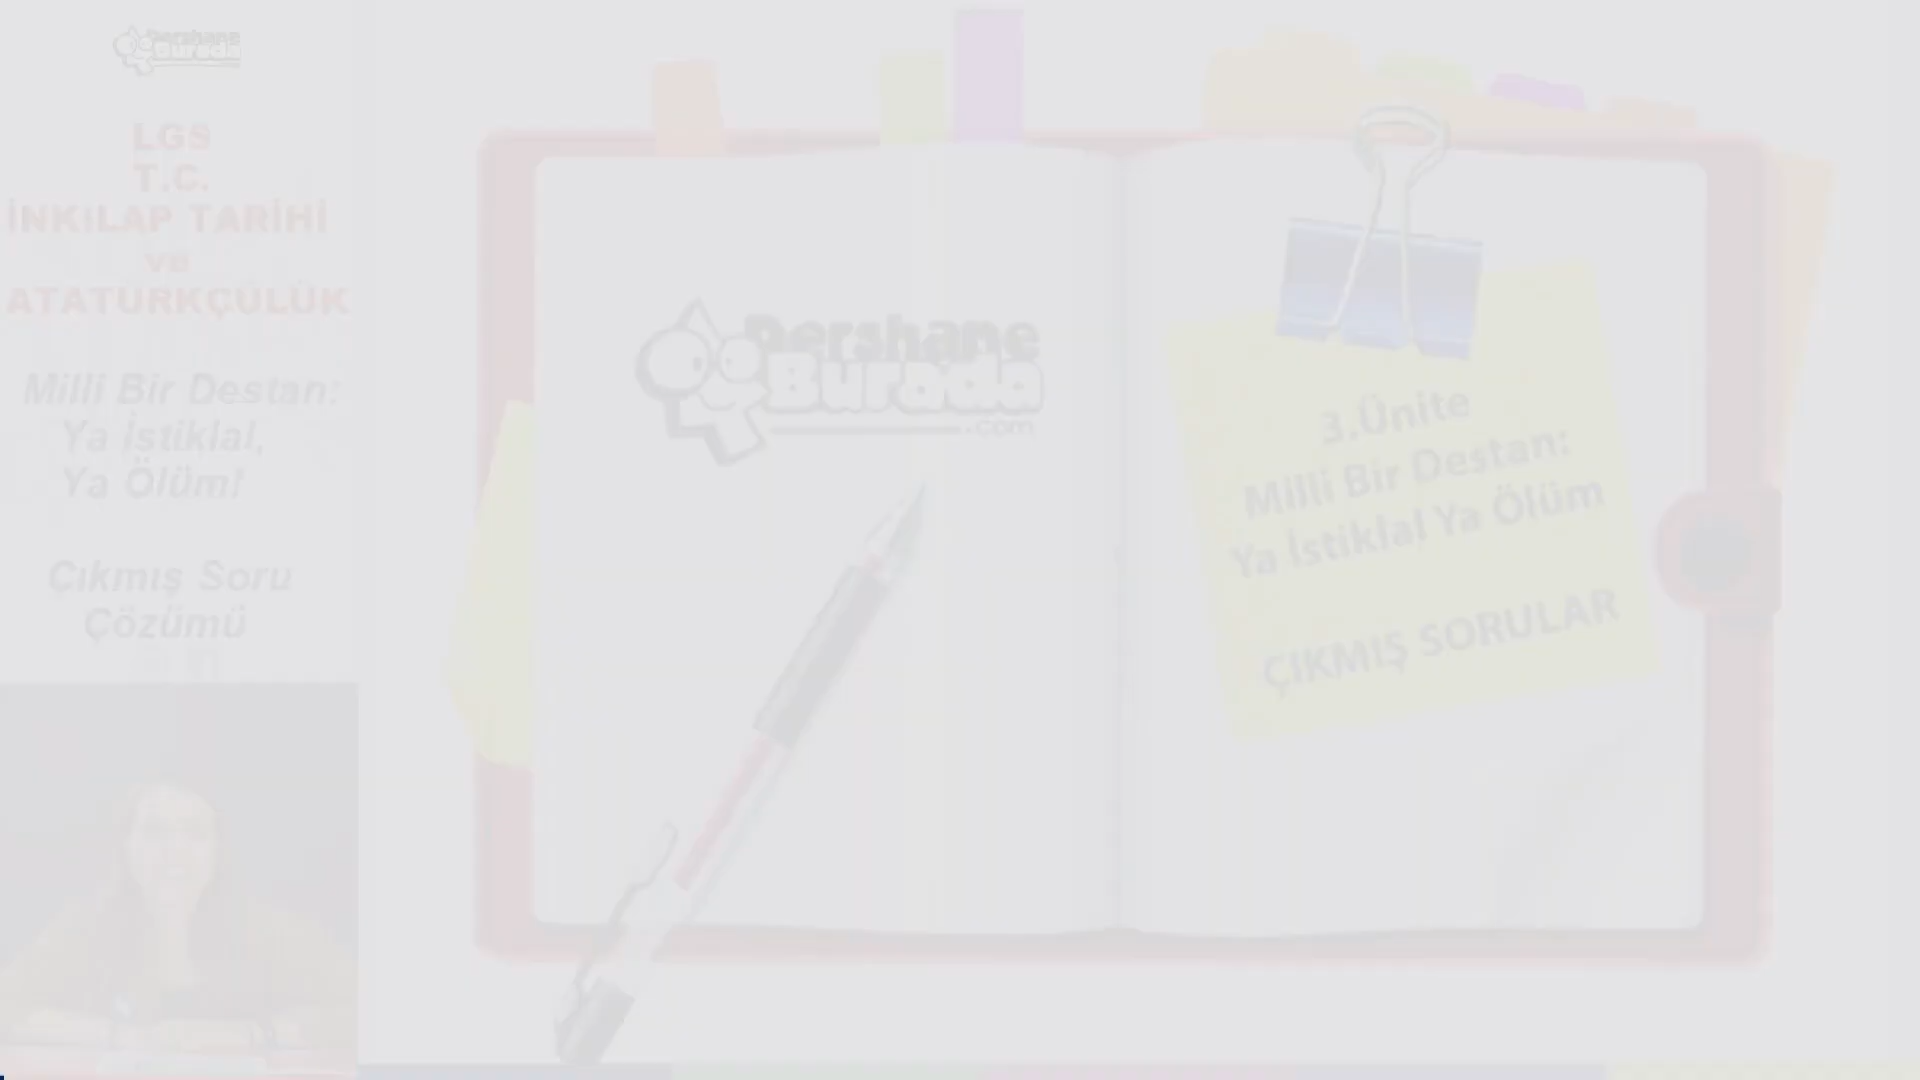 Dershane
Burada
LGS
T.C.
İNKILAP TARİHİ
ve
ATATÜRKÇÜLÜK
Milli Bir Destan:
Ya İstiklal,
Ya Ölüm!
Çıkmış Soru
Çözümü
Dershane
Burada
.com
3.Ünite
Milli Bir Destan:
Ya İstiklal Ya Ölüm
ÇIKMIŞ SORULAR